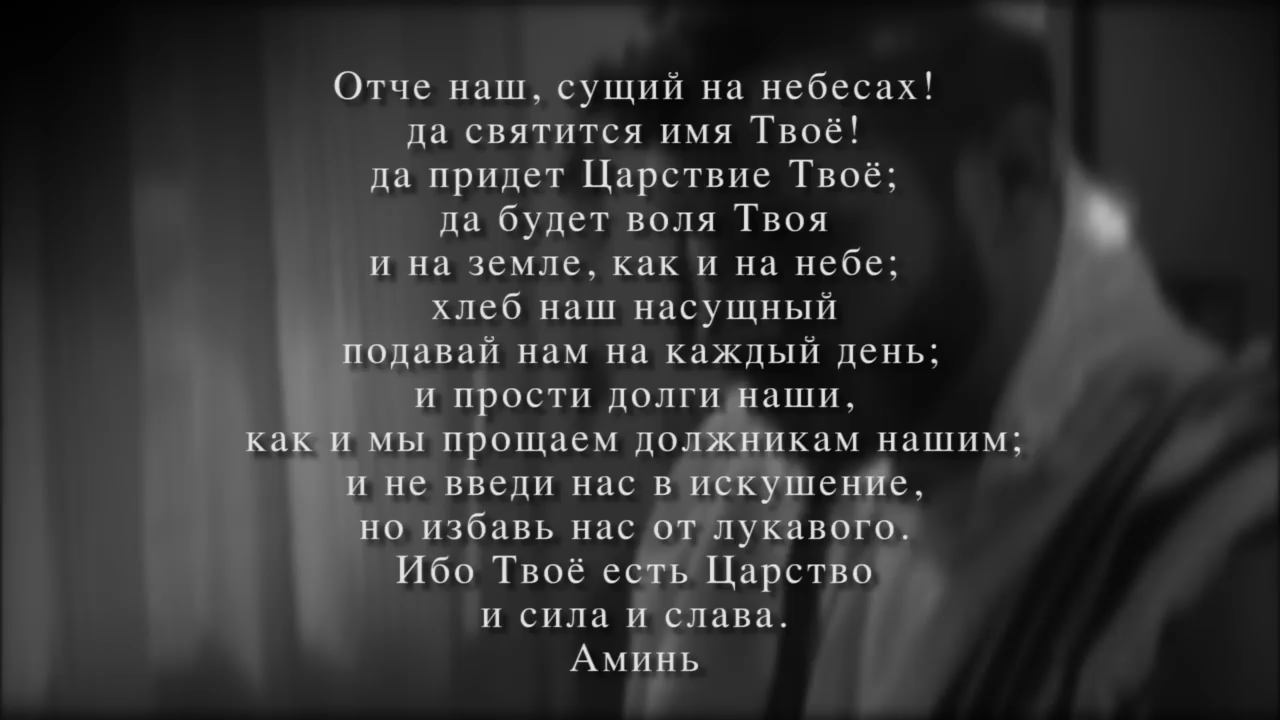 Отче наш, сущий на небесах!
да святится имя Твоё!
да придет Царствие Твоё;
да будет воля Твоя
и на земле, как и на небе;
хлеб наш насущный
подавай нам на каждый день;
и прости долги наши,
как и мы прощаем должникам нашим;
и не введи нас в искушение,
но избавь нас от лукавого.
Ибо Твоё есть Царство
и сила и слава.
Аминь